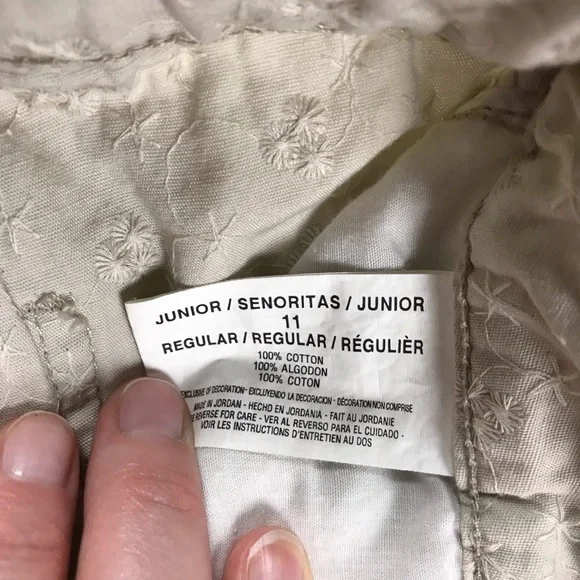 JUNIOR / SENORITAS / JUNIOR
11
REGULAR / REGULAR / RÉGULIÈR
100% COTTON
100% ALGODON
100% COTON
EXCLUSIVE OF DECORATION - EXCLUYENDO LA DECORACION - DÉCORATION NON COMPRISE
MADE IN JORDAN - HECHO EN JORDANIA - FAIT AU JORDANIE
REVERSE FOR CARE - VER AL REVERSO PARA EL CUIDADO -
VOIR LES INSTRUCTIONS D'ENTRETIEN AU DOS